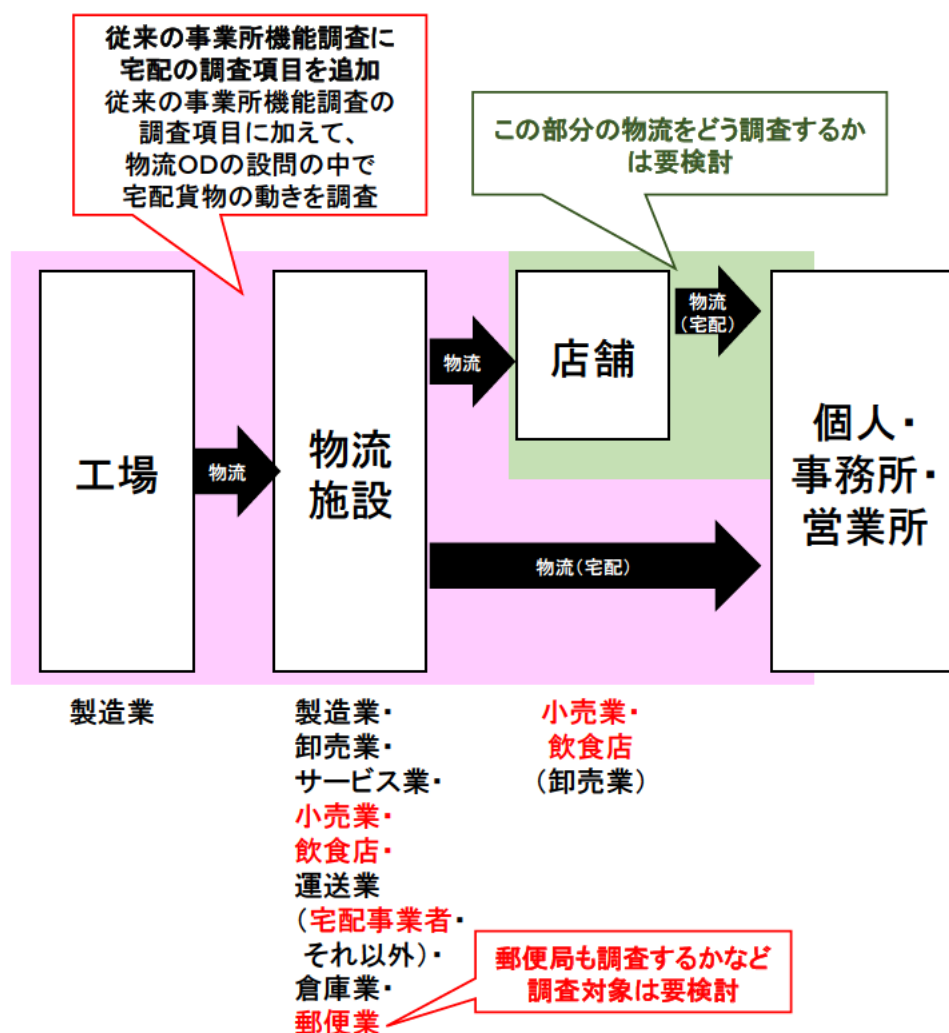 従来の事業所機能調査に
宅配の調査項目を追加
従来の事業所機能調査の
調査項目に加えて、
物流ODの設問の中で
宅配貨物の動きを調査
この部分の物流をどう調査するか
は要検討
工場
物流
物流
施設
物流
店舗
物流
(宅配)
物流(宅配)
個人・
事務所・
営業所
製造業
製造業・
卸売業・
サービス業・
小売業・
飲食店・
運送業
(宅配事業者・
それ以外)・
倉庫業・
郵便業
小売業・
飲食店
(卸売業)
郵便局も調査するかなど
調査対象は要検討